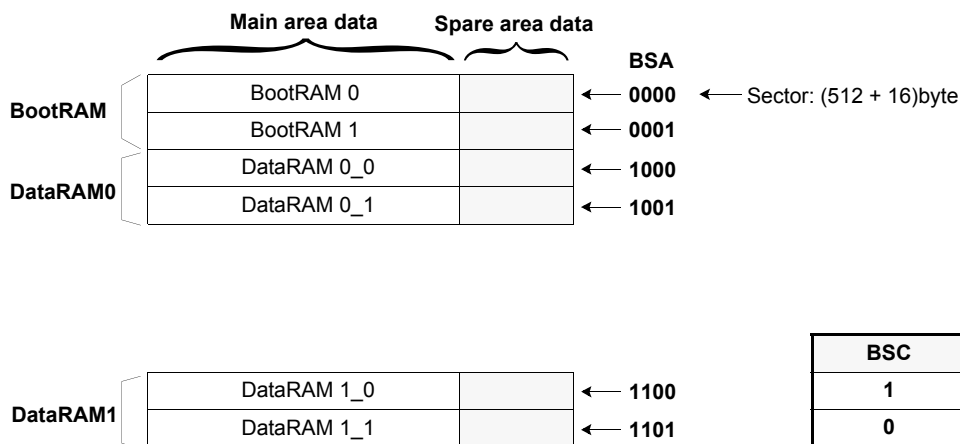 Main area data Spare area data
BSA
BootRAM
BootRAM 0 0000 Sector: (512 + 16)byte
BootRAM 1 0001
DataRAM0
DataRAM 0_0 1000
DataRAM 0_1 1001
BSC
DataRAM1
DataRAM 1_0 1100 1
DataRAM 1_1 1101 0